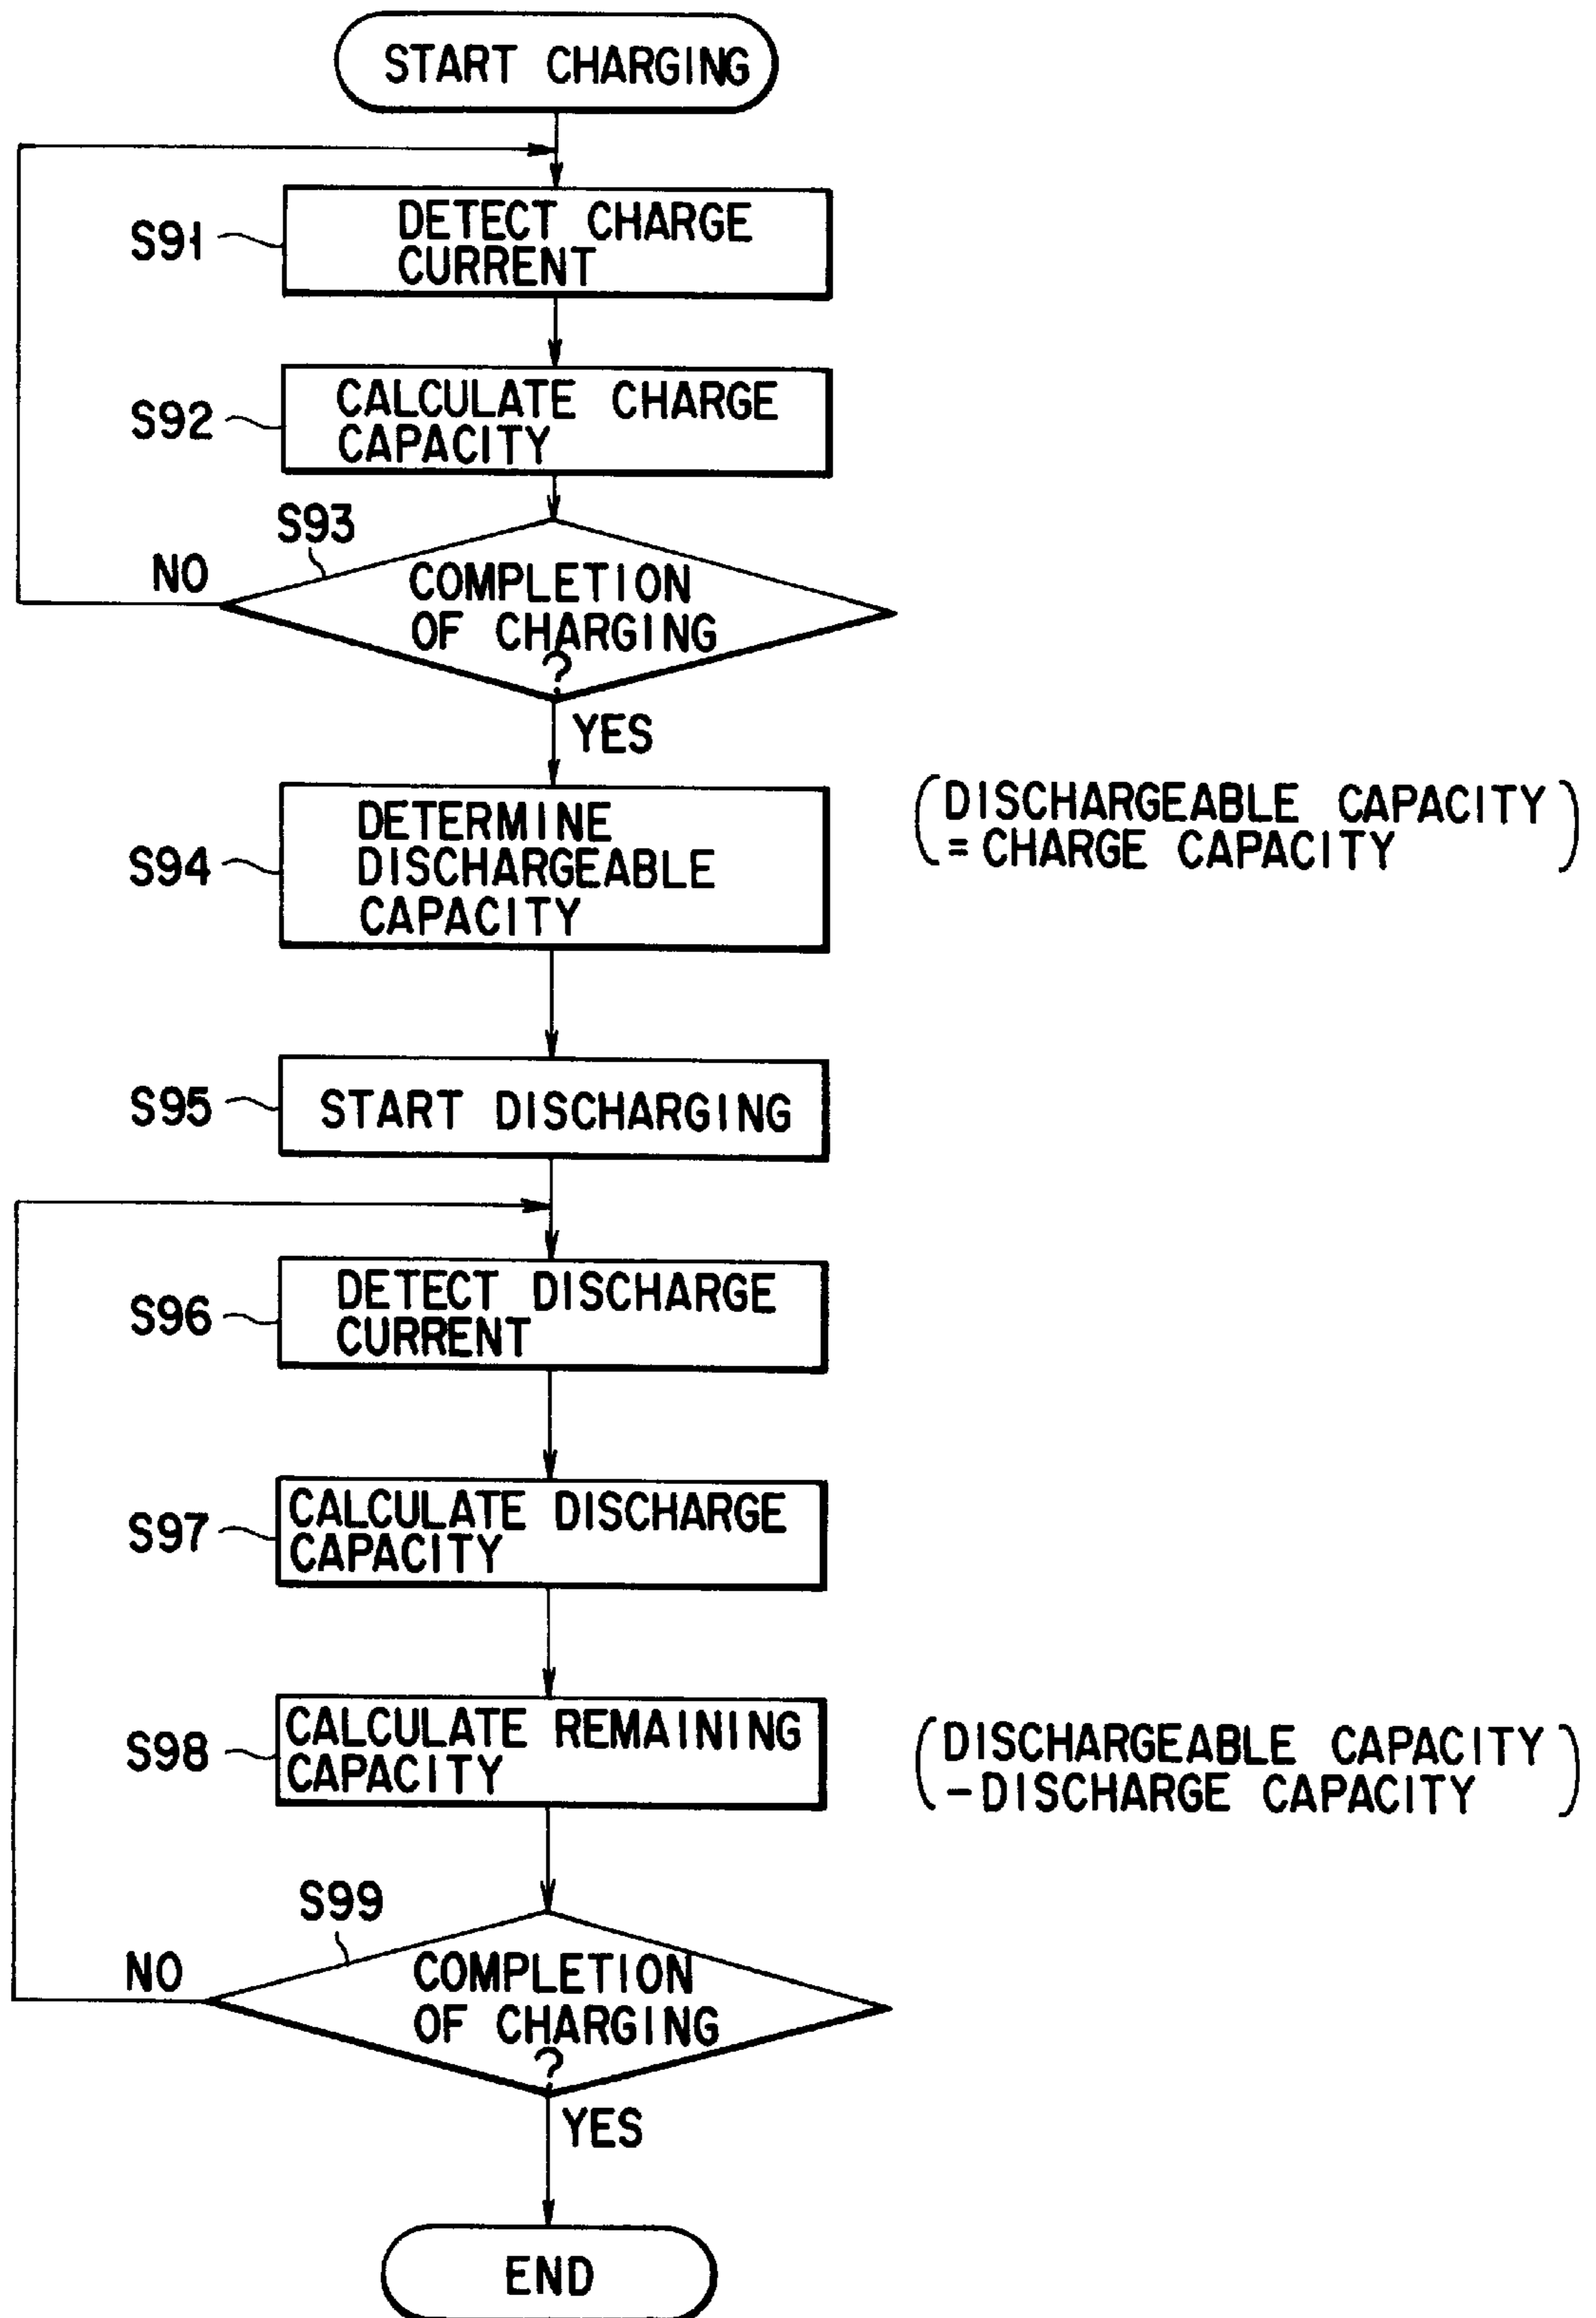 START CHARGING
S91
DETECT CHARGE
CURRENT
S92
CALCULATE CHARGE
CAPACITY
S93
NO
COMPLETION
OF CHARGING
?
YES
S94
DETERMINE
DISCHARGEABLE
CAPACITY
(DISCHARGEABLE CAPACITY
= CHARGE CAPACITY)
S95
START DISCHARGING
S96
DETECT DISCHARGE
CURRENT
S97
CALCULATE DISCHARGE
CAPACITY
S98
CALCULATE REMAINING
CAPACITY
(DISCHARGEABLE CAPACITY
-DISCHARGE CAPACITY)
S99
NO
COMPLETION
OF CHARGING
?
YES
END